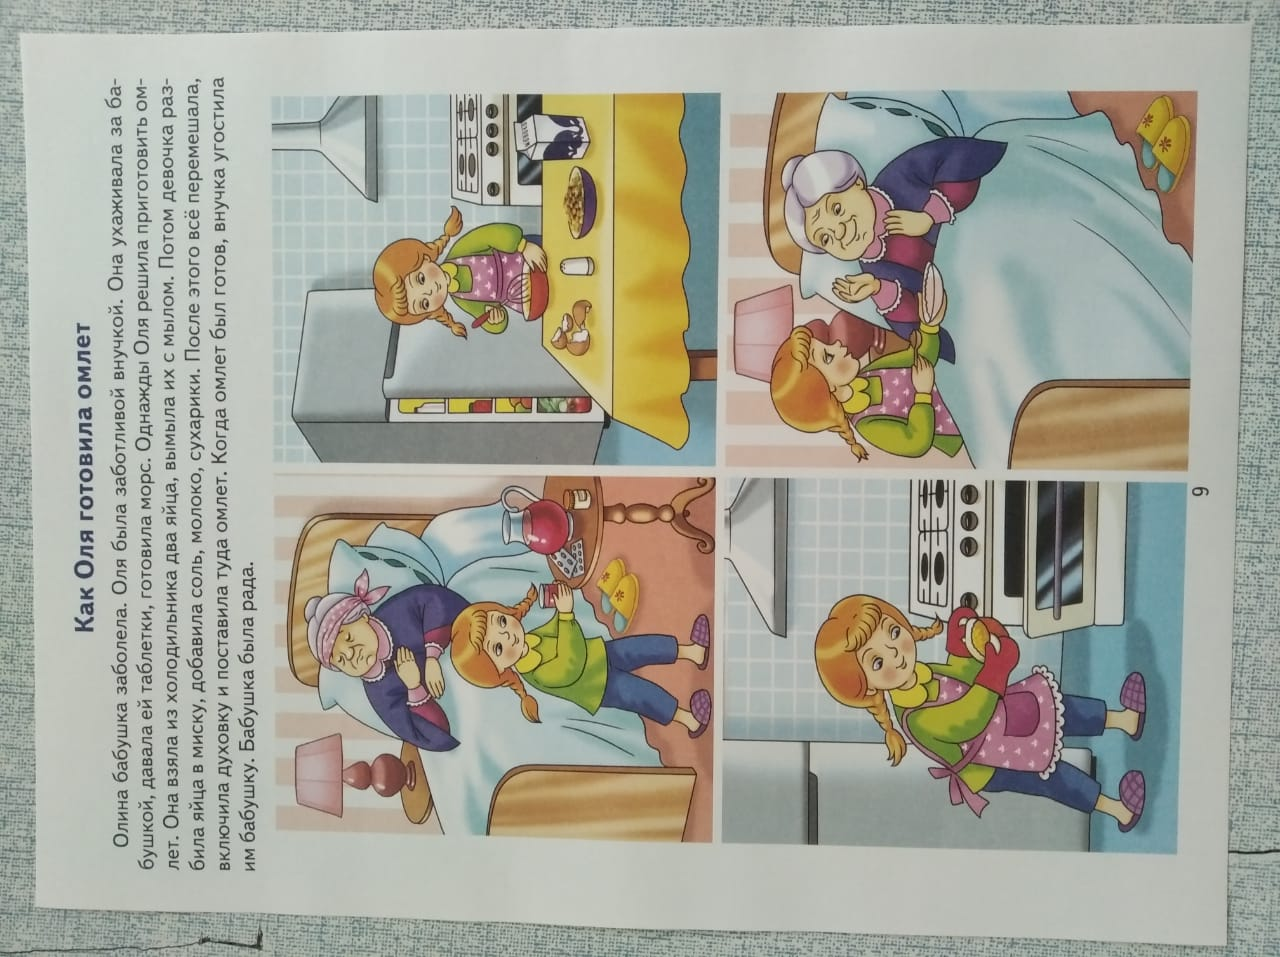 Как Оля готовила омлет
Олина бабушка заболела. Оля была заботливой внучкой. Она ухаживала за ба-
бушкой, давала ей таблетки, готовила морс. Однажды Оля решила приготовить ом-
лет. Она взяла из холодильника два яйца, вымыла их с мылом. Потом девочка раз-
била яйца в миску, добавила соль, молоко, сухарики. После этого всё перемешала,
включила духовку и поставила туда омлет. Когда омлет был готов, внучка угостила
им бабушку. Бабушка была рада.
9